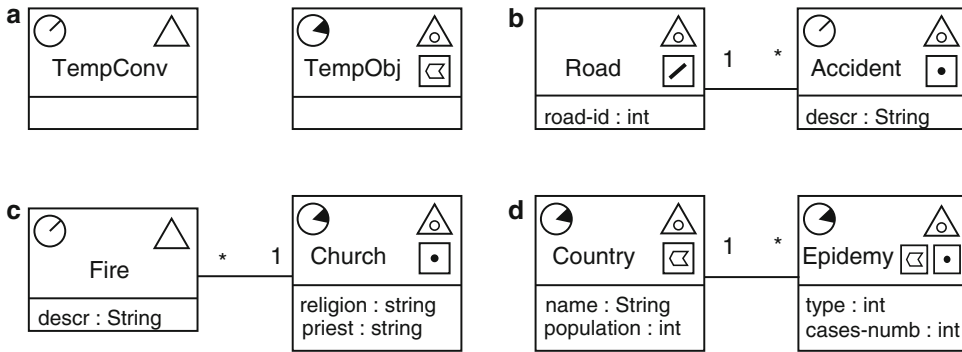 a
TempConv
TempObj
b
Road
road-id : int
1 *
Accident
descr : String
c
Fire
descr : String
* 1
Church
religion : string
priest : string
d
Country
name : String
population : int
1 *
Epidemy
type : int
cases-numb : int